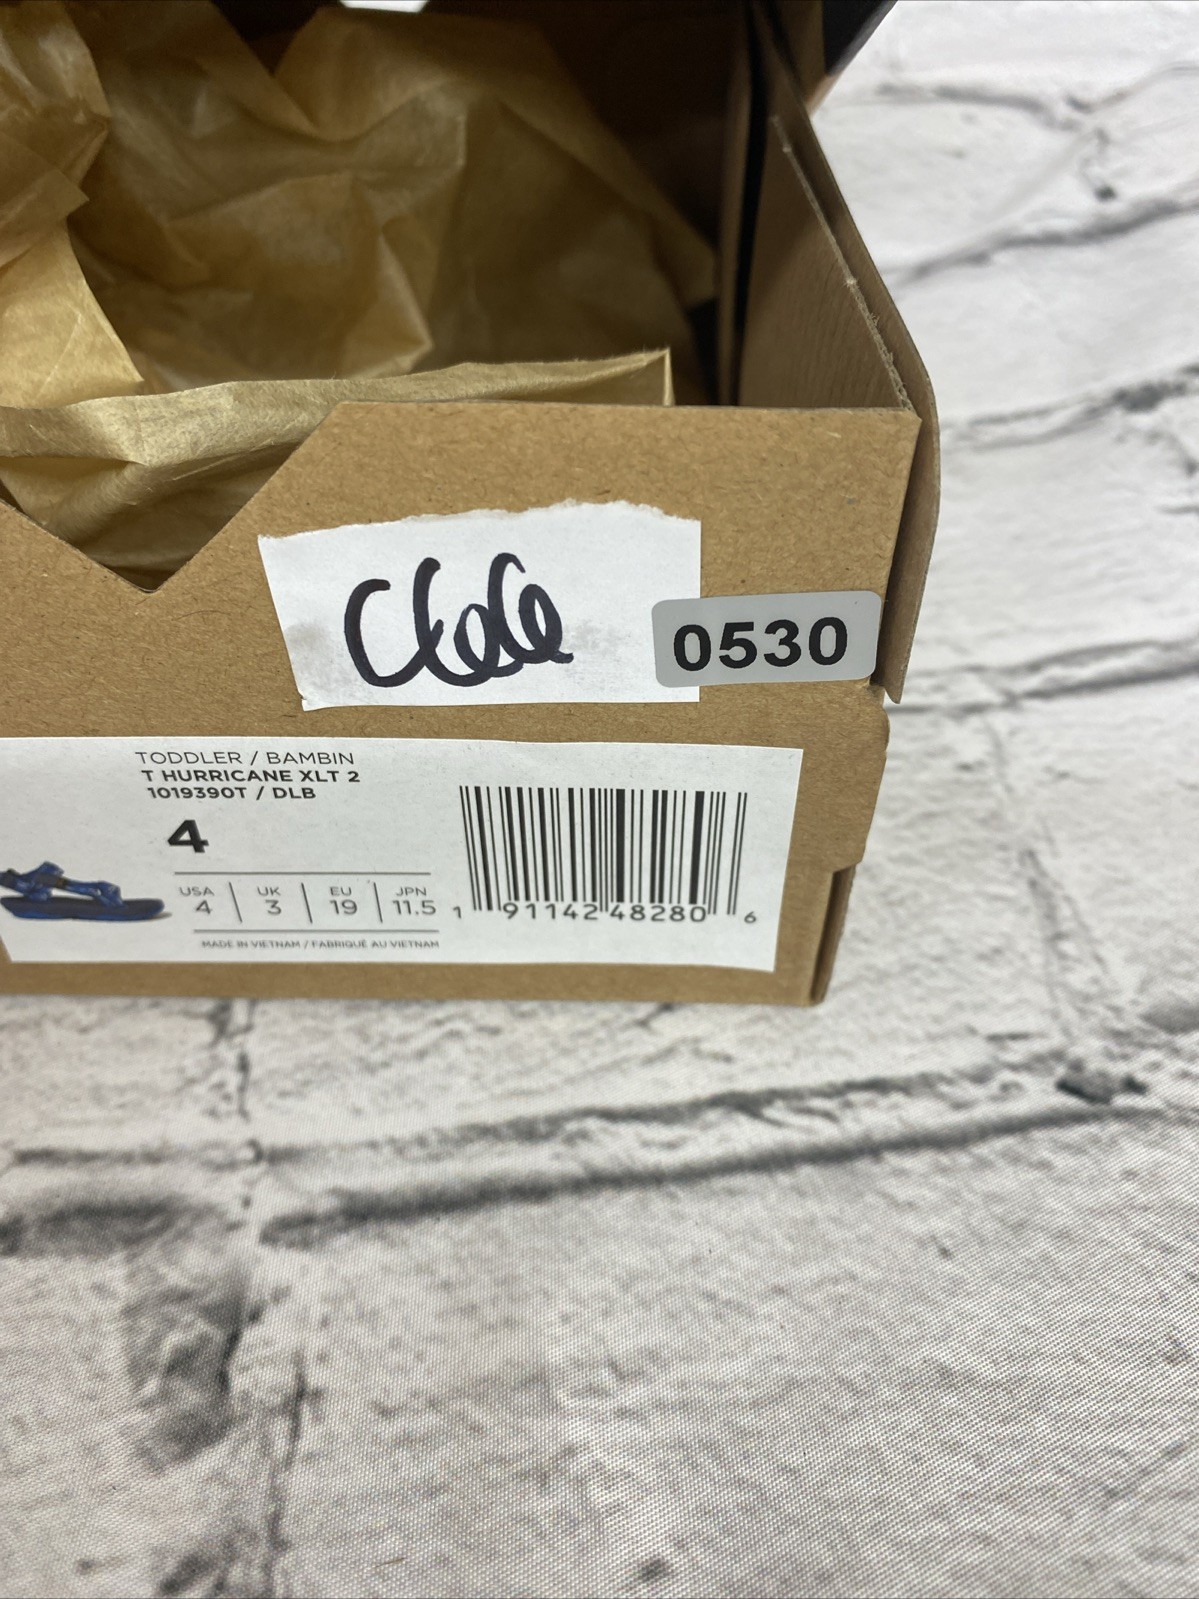 0530
TODDLER / BAMBIN
T HURRICANE XLT 2
1019390T / DLB
4
USA UK EU JPN
4 3 19 11.5
MADE IN VIETNAM / FABRIQUÉ AU VIETNAM
1 91142 48280 6